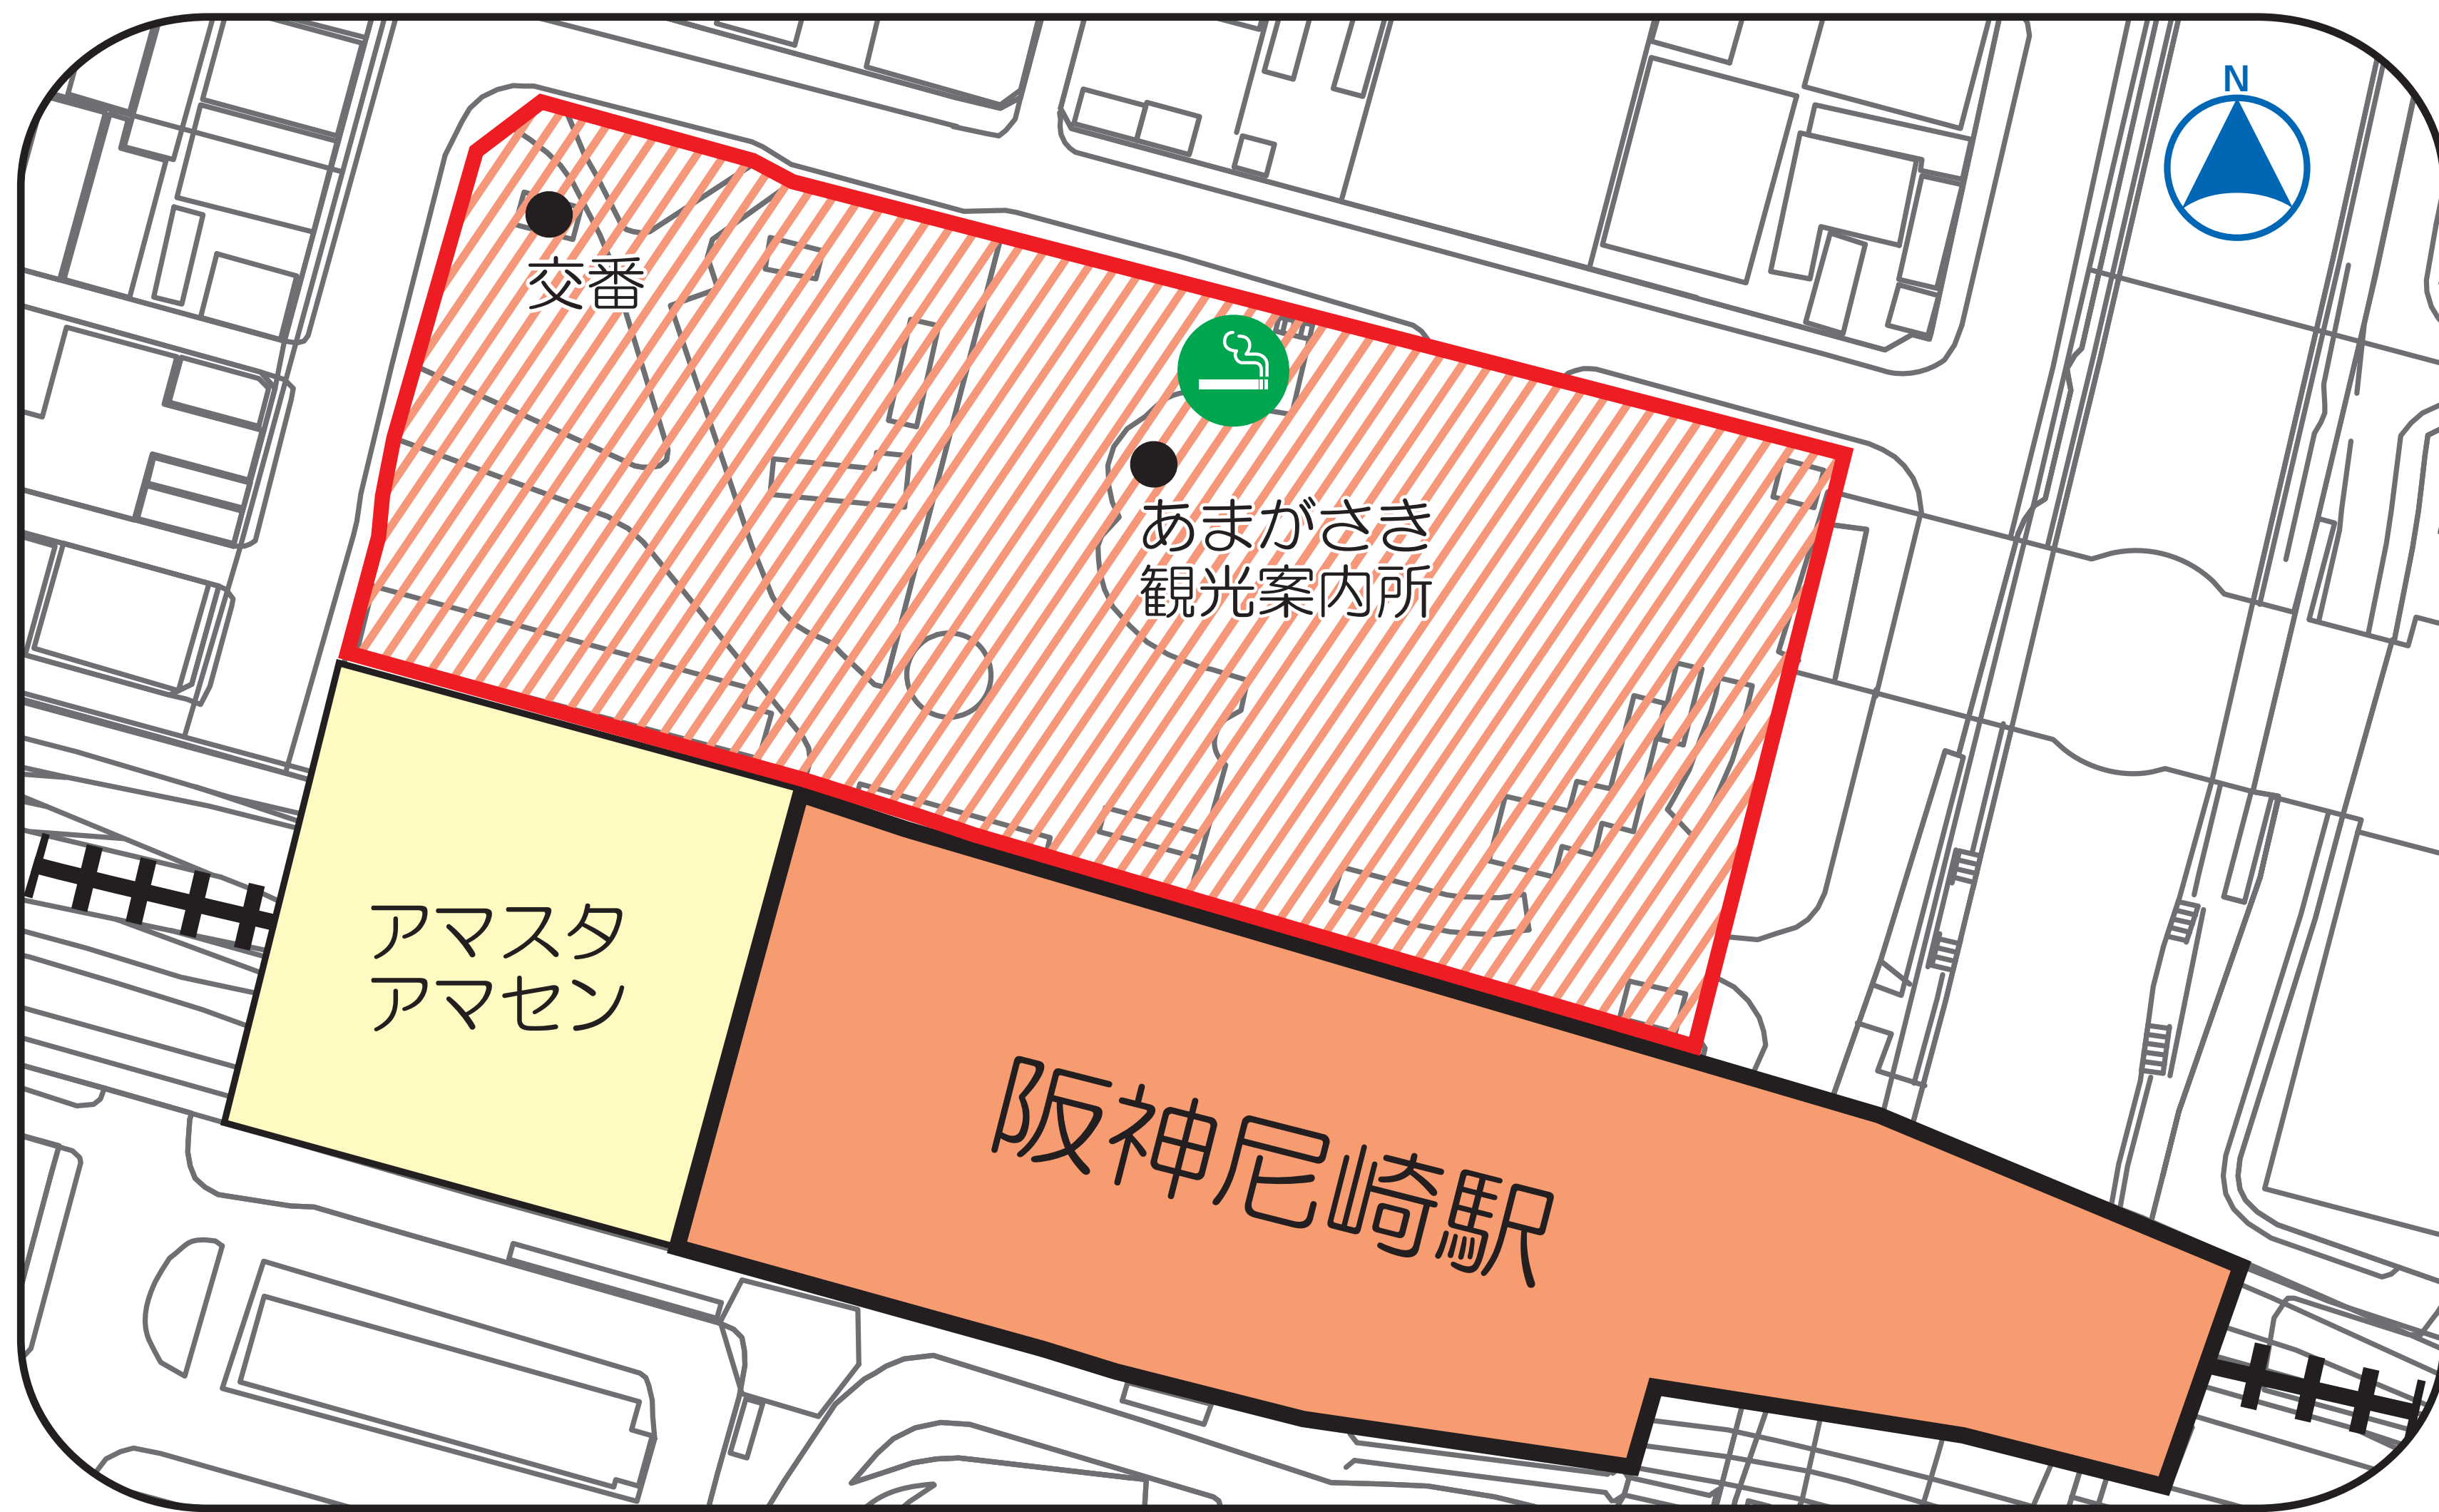 N
交番
あまがさき
観光案内所
アマスタ
アマセン
阪神尼崎駅